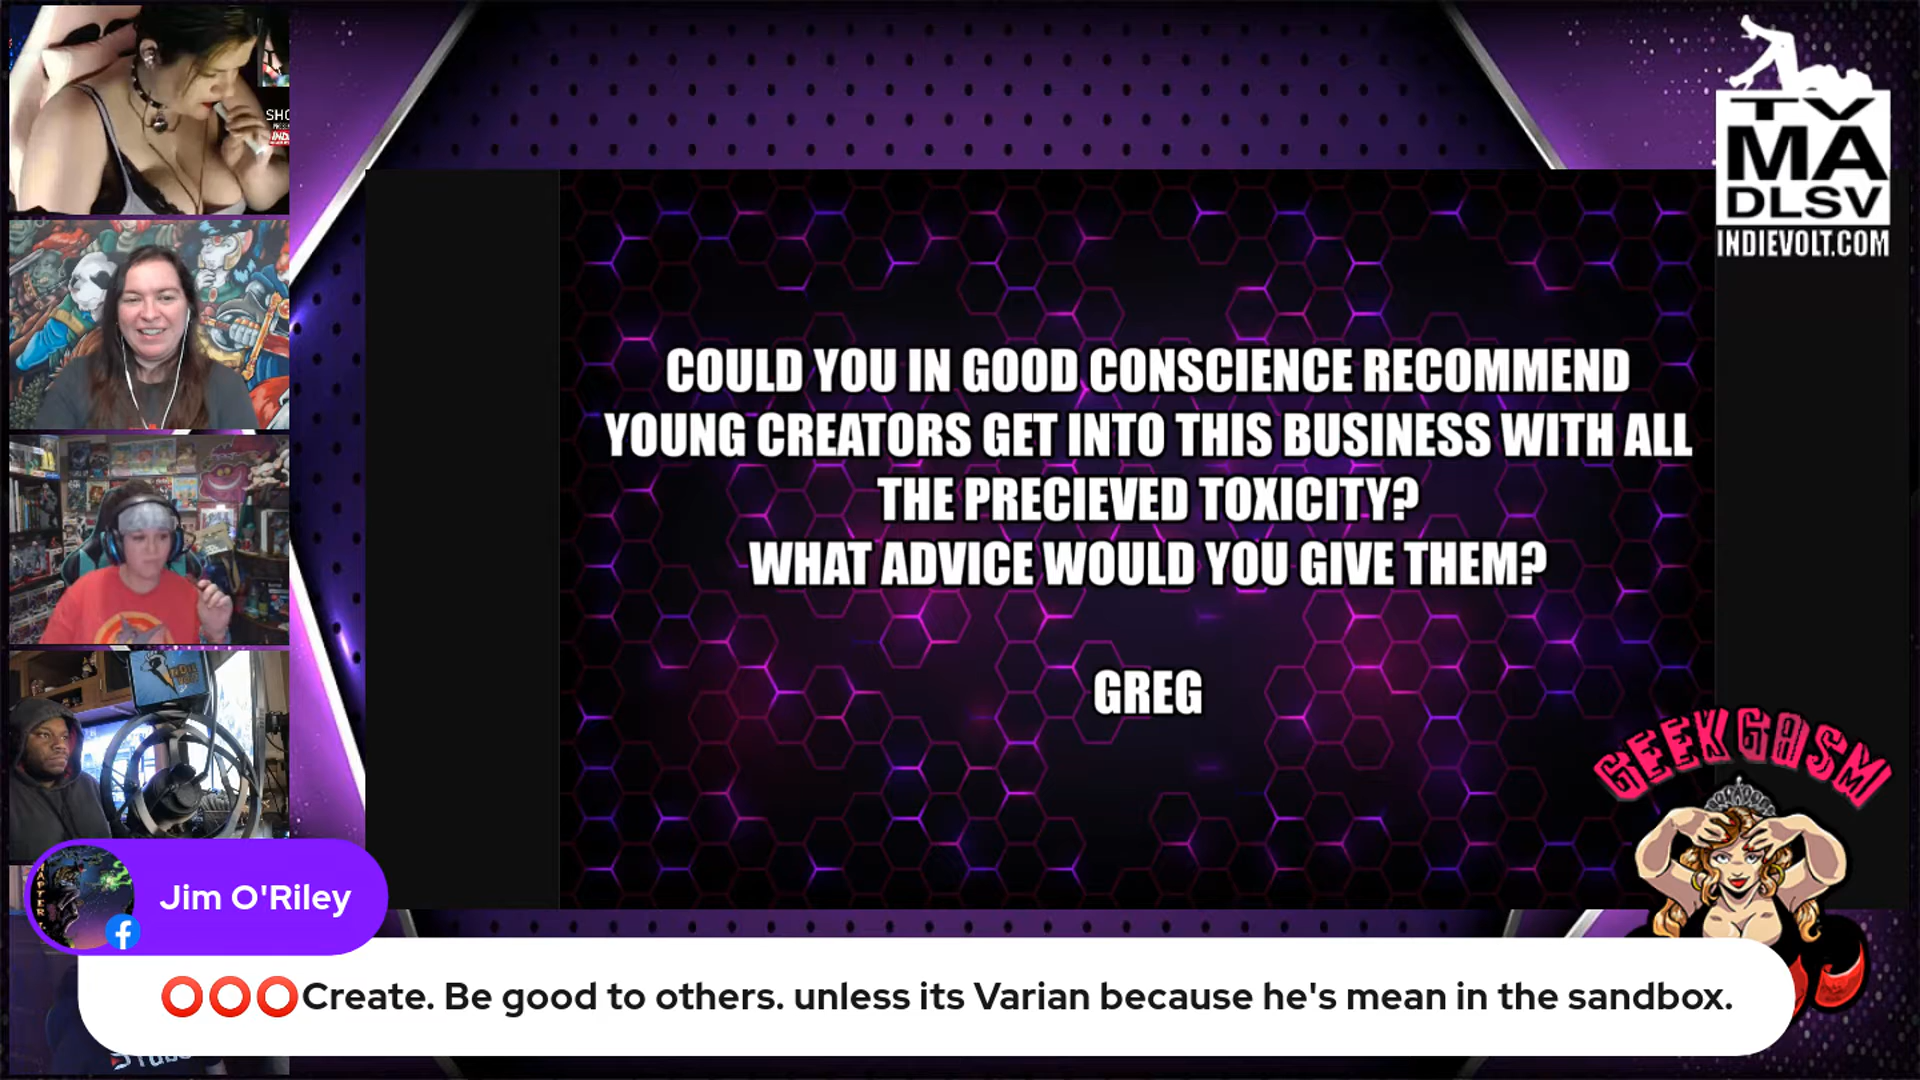 SHO
TV
MA
DLSV
INDIEVOLT.COM
COULD YOU IN GOOD CONSCIENCE RECOMMEND
YOUNG CREATORS GET INTO THIS BUSINESS WITH ALL
THE PRECIEVED TOXICITY?
WHAT ADVICE WOULD YOU GIVE THEM?
GREG
GEEKGASM
Jim O'Riley
⭕⭕⭕Create. Be good to others. unless its Varian because he's mean in the sandbox.